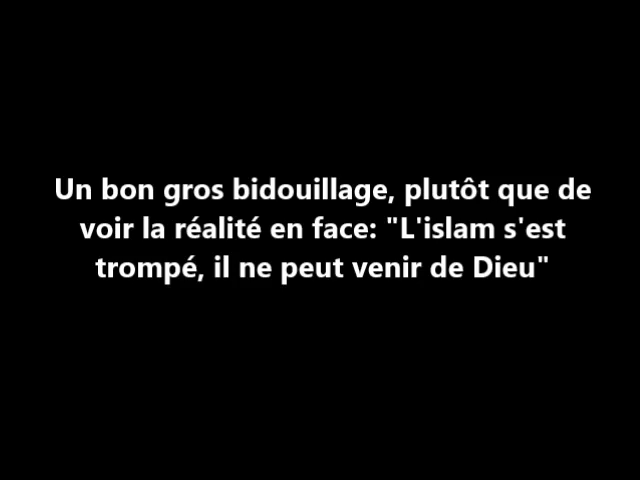 Un bon gros bidouillage, plutôt que de
voir la réalité en face: "L'islam s'est
trompé, il ne peut venir de Dieu"